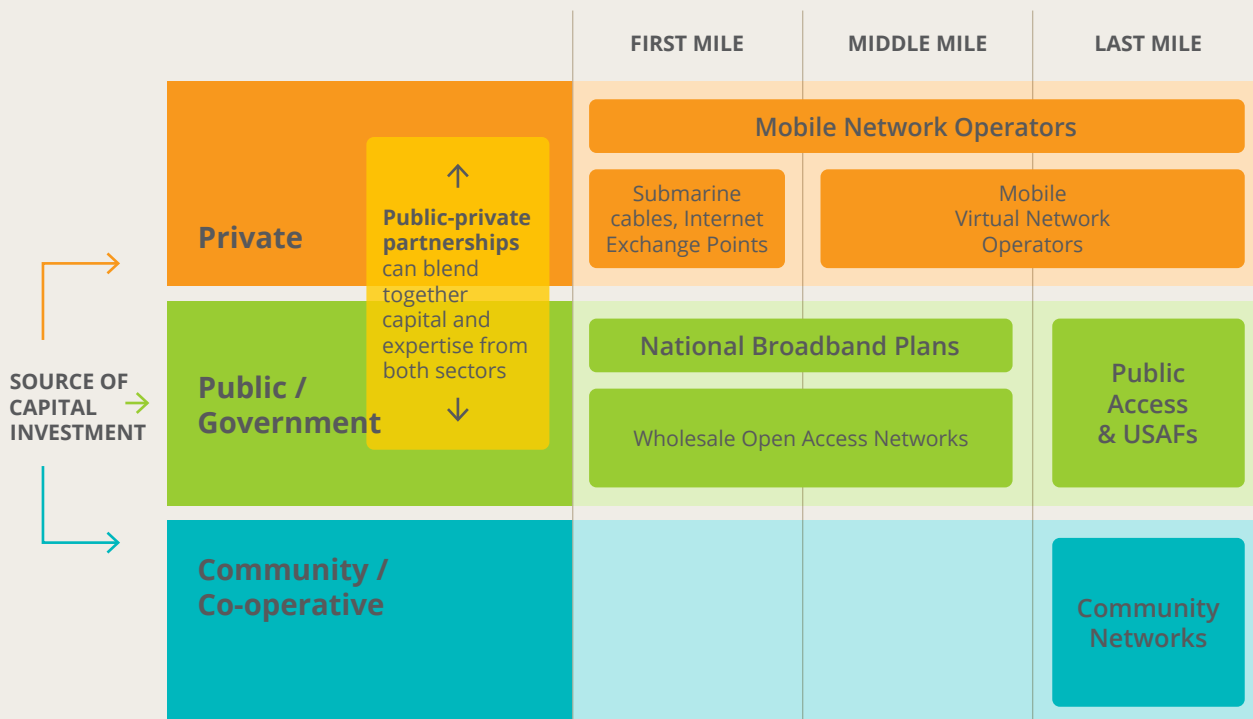 FIRST MILE
MIDDLE MILE
LAST MILE
SOURCE OF
CAPITAL
INVESTMENT
Private
Public-private
partnerships
can blend
together
capital and
expertise from
both sectors
Mobile Network Operators
Submarine
cables, Internet
Exchange Points
Mobile
Virtual Network
Operators
Public /
Government
National Broadband Plans
Wholesale Open Access Networks
Public
Access
& USAFs
Community /
Co-operative
Community
Networks